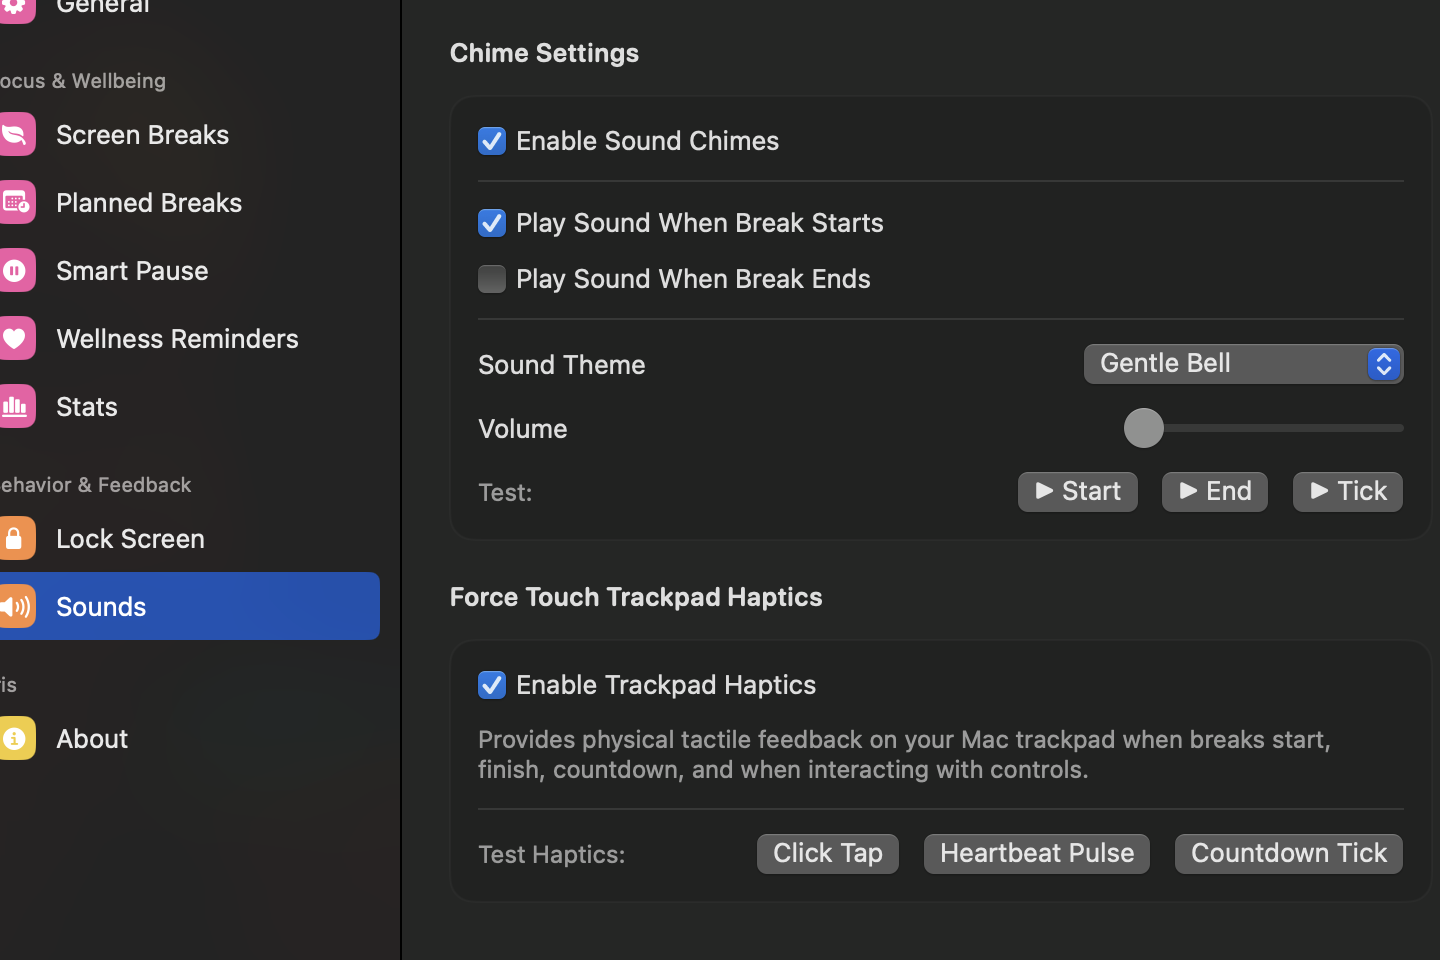 General
ocus & Wellbeing
Screen Breaks
Planned Breaks
Smart Pause
Wellness Reminders
Stats
ehavior & Feedback
Lock Screen
Sounds
is
About
Chime Settings
Enable Sound Chimes
Play Sound When Break Starts
Play Sound When Break Ends
Sound Theme
Gentle Bell
Volume
Test:
Start
End
Tick
Force Touch Trackpad Haptics
Enable Trackpad Haptics
Provides physical tactile feedback on your Mac trackpad when breaks start,
finish, countdown, and when interacting with controls.
Test Haptics:
Click Tap
Heartbeat Pulse
Countdown Tick